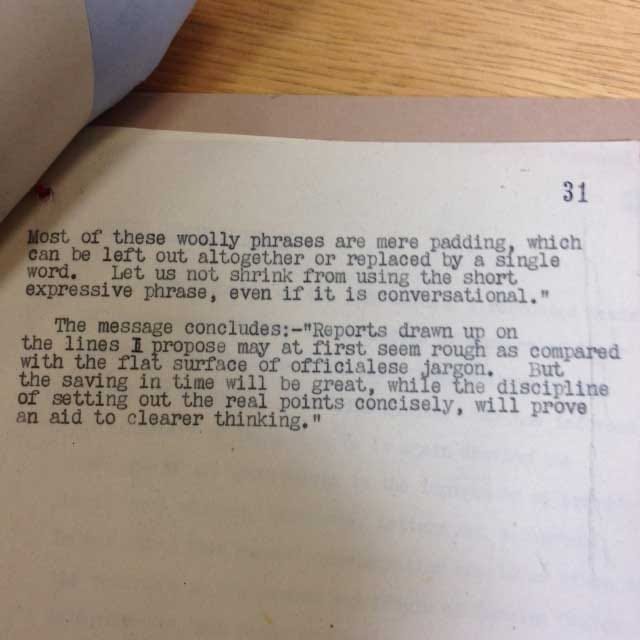 31
Most of these woolly phrases are mere padding, which
can be left out altogether or replaced by a single
word. Let us not shrink from using the short
expressive phrase, even if it is conversational."
The message concludes:-"Reports drawn up on
the lines I propose may at first seem rough as compared
with the flat surface of officialese jargon. But
the saving in time will be great, while the discipline
of setting out the real points concisely, will prove
an aid to clearer thinking."